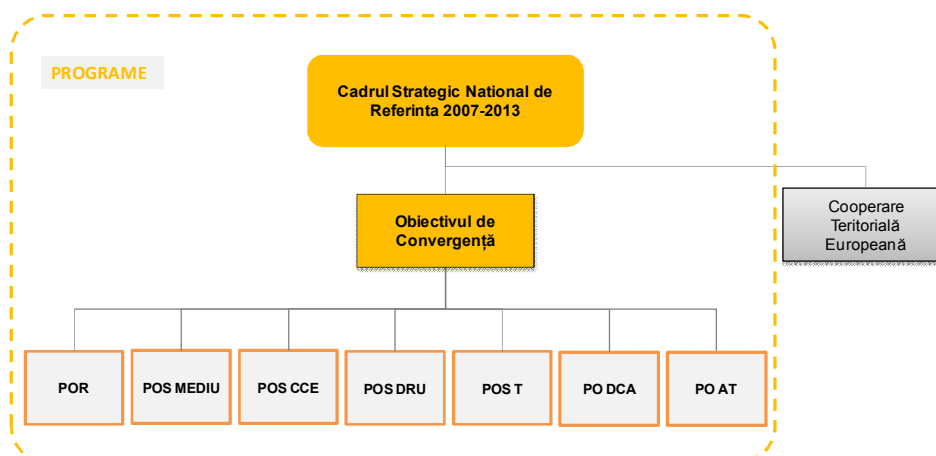 PROGRAME
Cadrul Strategic National de
Referinta 2007-2013
Obiectivul de
Convergență
Cooperare
Teritorială
Europeană
POR
POS MEDIU
POS CCE
POS DRU
POS T
PO DCA
PO AT